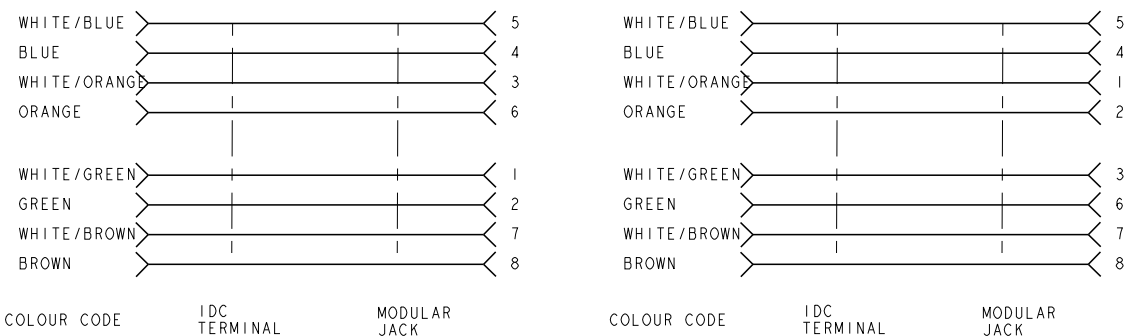 WHITE/BLUE 5
BLUE 4
WHITE/ORANGE 3
ORANGE 6
WHITE/GREEN 1
GREEN 2
WHITE/BROWN 7
BROWN 8
COLOUR CODE
IDC
TERMINAL
MODULAR
JACK
WHITE/BLUE 5
BLUE 4
WHITE/ORANGE 1
ORANGE 2
WHITE/GREEN 3
GREEN 6
WHITE/BROWN 7
BROWN 8
COLOUR CODE
IDC
TERMINAL
MODULAR
JACK